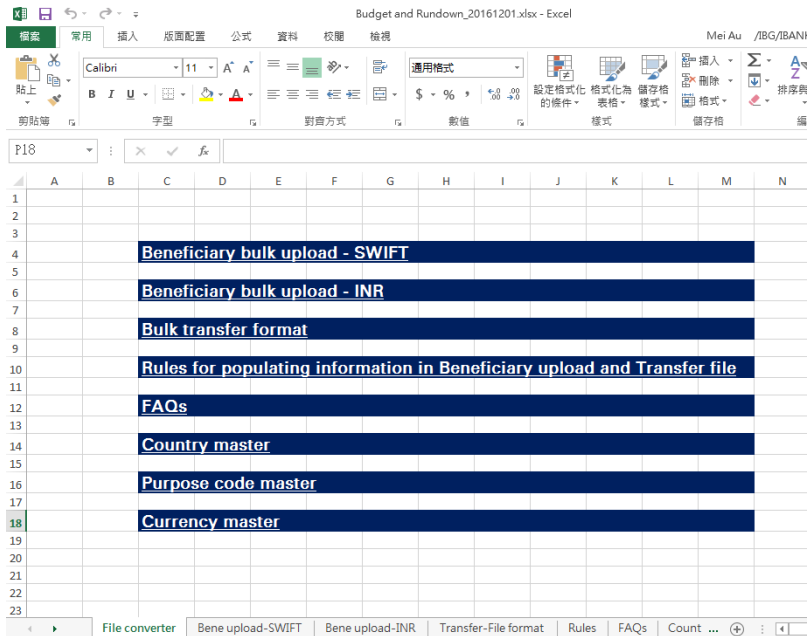 Budget and Rundown_20161201.xlsx - Excel
檔案 常用 插入 版面配置 公式 資料 校閱 檢視 Mei Au /IBG/IBANK
Calibri 11 A A 通用格式 插入
B I U A $ % , .00 .0 刪除
貼上 設定格式化的條件 格式化為表格 儲存格樣式 格式
剪貼簿 字型 對齊方式 數值 樣式 儲存格
P18 fx
A B C D E F G H I J K L M N
1
2
3
4 Beneficiary bulk upload - SWIFT
5
6 Beneficiary bulk upload - INR
7
8 Bulk transfer format
9
10 Rules for populating information in Beneficiary upload and Transfer file
11
12 FAQs
13
14 Country master
15
16 Purpose code master
17
18 Currency master
19
20
21
22
23
File converter Bene upload-SWIFT Bene upload-INR Transfer-File format Rules FAQs Count ...